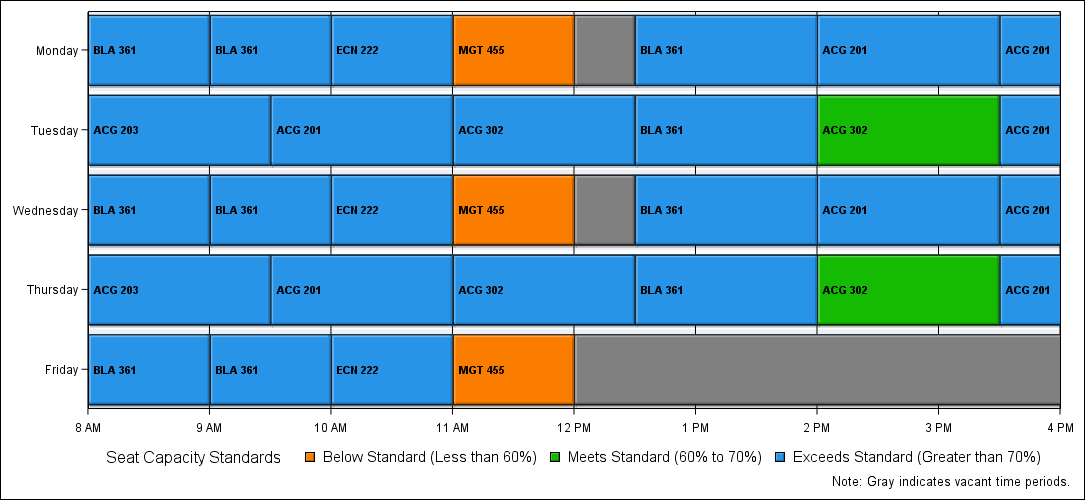 Monday BLA 361 BLA 361 ECN 222 MGT 455 BLA 361 ACG 201 ACG 201
Tuesday ACG 203 ACG 201 ACG 302 BLA 361 ACG 302 ACG 201
Wednesday BLA 361 BLA 361 ECN 222 MGT 455 BLA 361 ACG 201 ACG 201
Thursday ACG 203 ACG 201 ACG 302 BLA 361 ACG 302 ACG 201
Friday BLA 361 BLA 361 ECN 222 MGT 455
8 AM 9 AM 10 AM 11 AM 12 PM 1 PM 2 PM 3 PM 4 PM
Seat Capacity Standards Below Standard (Less than 60%) Meets Standard (60% to 70%) Exceeds Standard (Greater than 70%)
Note: Gray indicates vacant time periods.